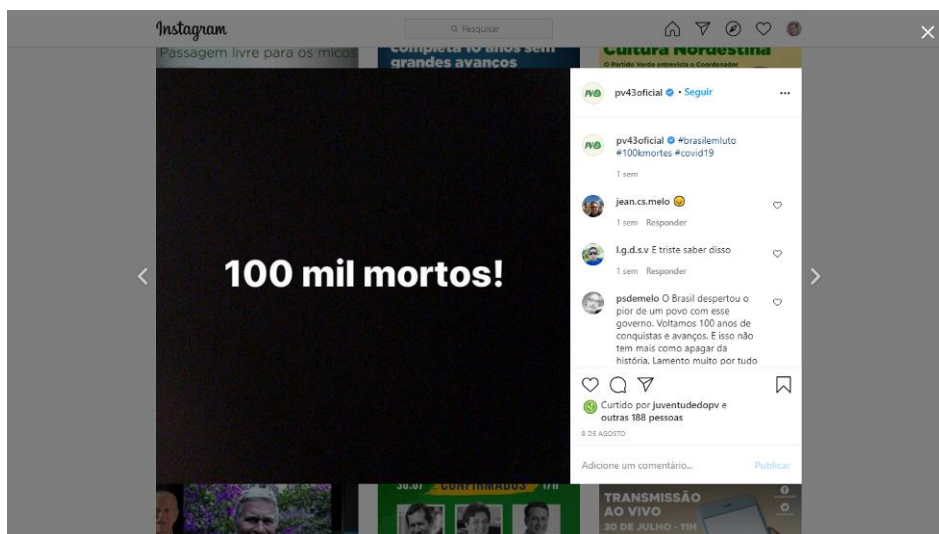 Instagram
Pesquisar
Passagem livre para os micos
completa 10 anos sem
grandes avanços
Cultura Nordestina
O Partido Verde entrevista o Coordenador
100 mil mortos!
pv43oficial • Seguir
pv43oficial #brasilemluto
#100kmortes #covid19
1 sem
jean.cs.melo
1 sem Responder
l.g.d.s.v E triste saber disso
1 sem Responder
psdemelo O Brasil despertou o
pior de um povo com esse
governo. Voltamos 100 anos de
conquistas e avanços. E isso não
tem mais como apagar da
história. Lamento muito por tudo
Curtido por juventudedopv e
outras 188 pessoas
8 DE AGOSTO
Adicione um comentário... Publicar
30.07 CONFIRMADOS 17H
TRANSMISSÃO
AO VIVO
30 DE JULHO - 11H